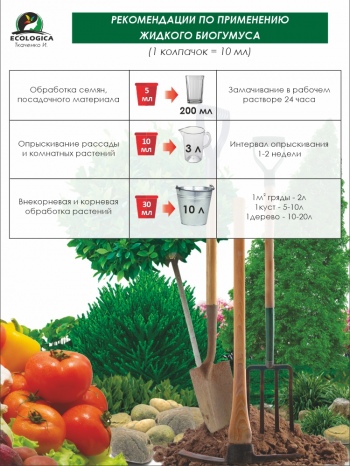 ECOLOGICA
Ткаченко И.
РЕКОМЕНДАЦИИ ПО ПРИМЕНЕНИЮ
ЖИДКОГО БИОГУМУСА
(1 колпачок = 10 мл)
Обработка семян,
посадочного материала
5
мл
200 мл
Замачивание в рабочем
растворе 24 часа
Опрыскивание рассады
и комнатных растений
10
мл
3 л
Интервал опрыскивания
1-2 недели
Внекорневая и корневая
обработка растений
30
мл
10 л
1м² гряды - 2л
1куст - 5-10л
1дерево - 10-20л